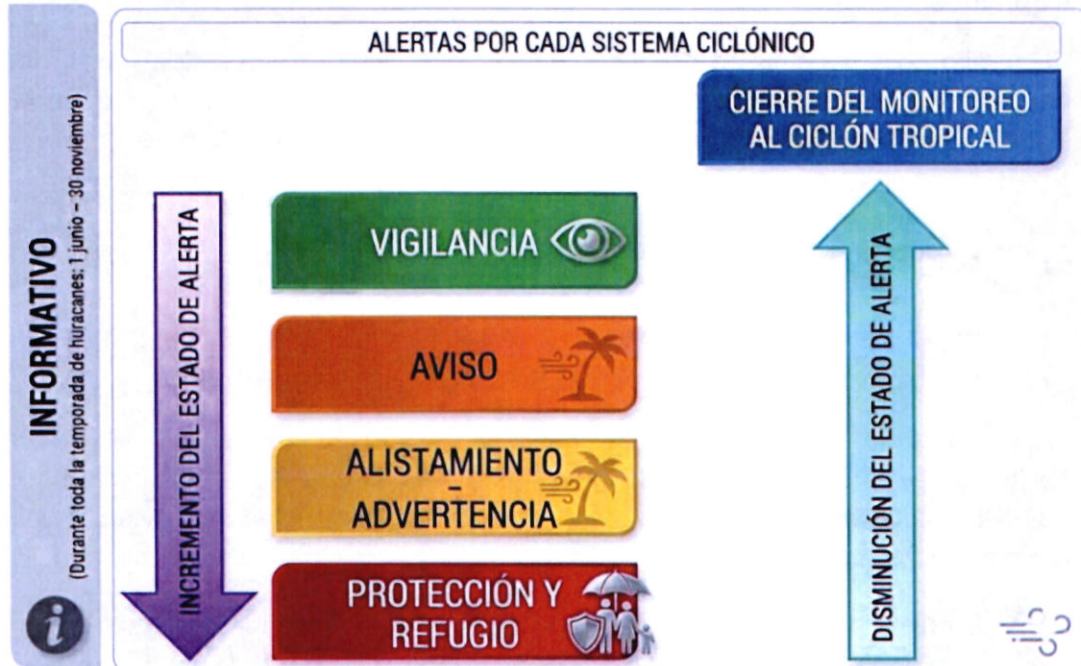 INFORMATIVO
(Durante toda la temporada de huracanes: 1 junio – 30 noviembre)
i
ALERTAS POR CADA SISTEMA CICLÓNICO
CIERRE DEL MONITOREO
AL CICLÓN TROPICAL
INCREMENTO DEL ESTADO DE ALERTA
VIGILANCIA
AVISO
ALISTAMIENTO
–
ADVERTENCIA
PROTECCIÓN Y
REFUGIO
DISMINUCIÓN DEL ESTADO DE ALERTA